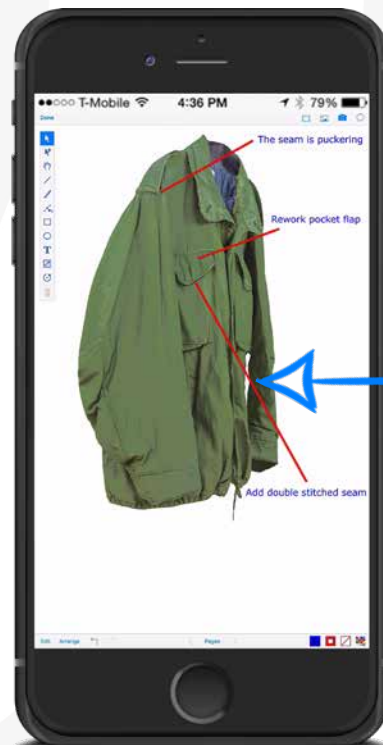 T-Mobile 4:36 PM 79%
Done
The seam is puckering
Rework pocket flap
T
Add double stitched seam
Edit Arrange Pages